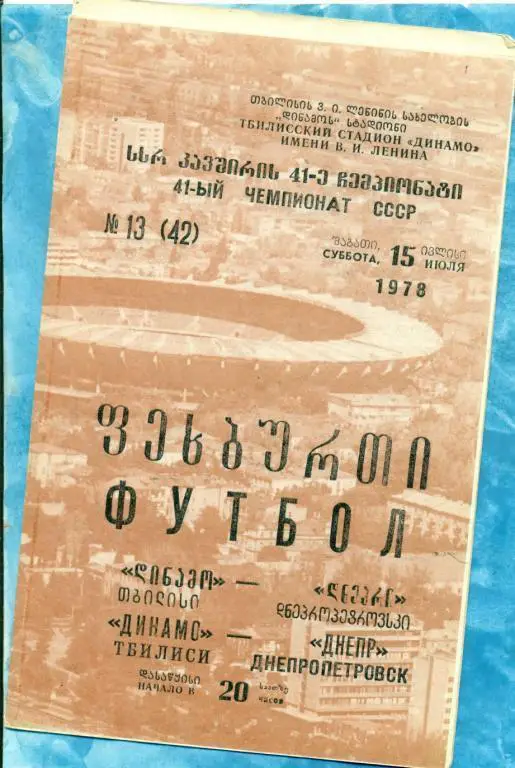 თბილისის ვ. ი. ლენინის სახელობის
„დინამოს“ სტადიონი
ТБИЛИССКИЙ СТАДИОН «ДИНАМО»
ИМЕНИ В. И. ЛЕНИНА
სსრ კავშირის 41-ე ჩემპიონატი
41-ЫЙ ЧЕМПИОНАТ СССР
№ 13 (42)
შაბათი, 15 ივლისი
СУББОТА, ИЮЛЯ
1978
ფეხბურთი
ФУТБОЛ
«დინამო» — «დნეპრი»
თბილისი დნეპროპეტროვსკი
«ДИНАМО» — «ДНЕПР»
ТБИЛИСИ ДНЕПРОПЕТРОВСК
დასაწყისი 20 საათზე
НАЧАЛО В ЧАСОВ